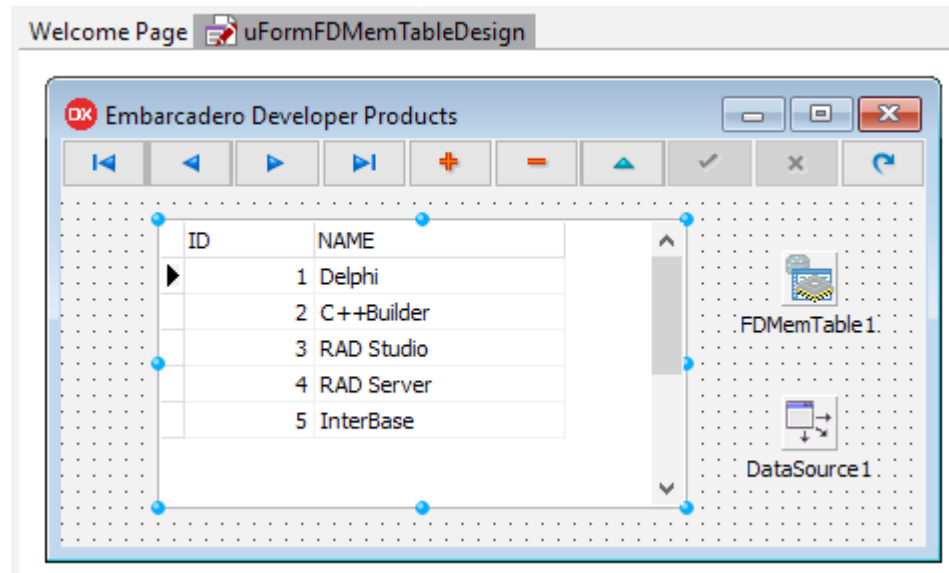 Welcome Page uFormFDMemTableDesign
DX Embarcadero Developer Products
ID NAME
1 Delphi
2 C++Builder
3 RAD Studio
4 RAD Server
5 InterBase
FDMemTable1
DataSource1